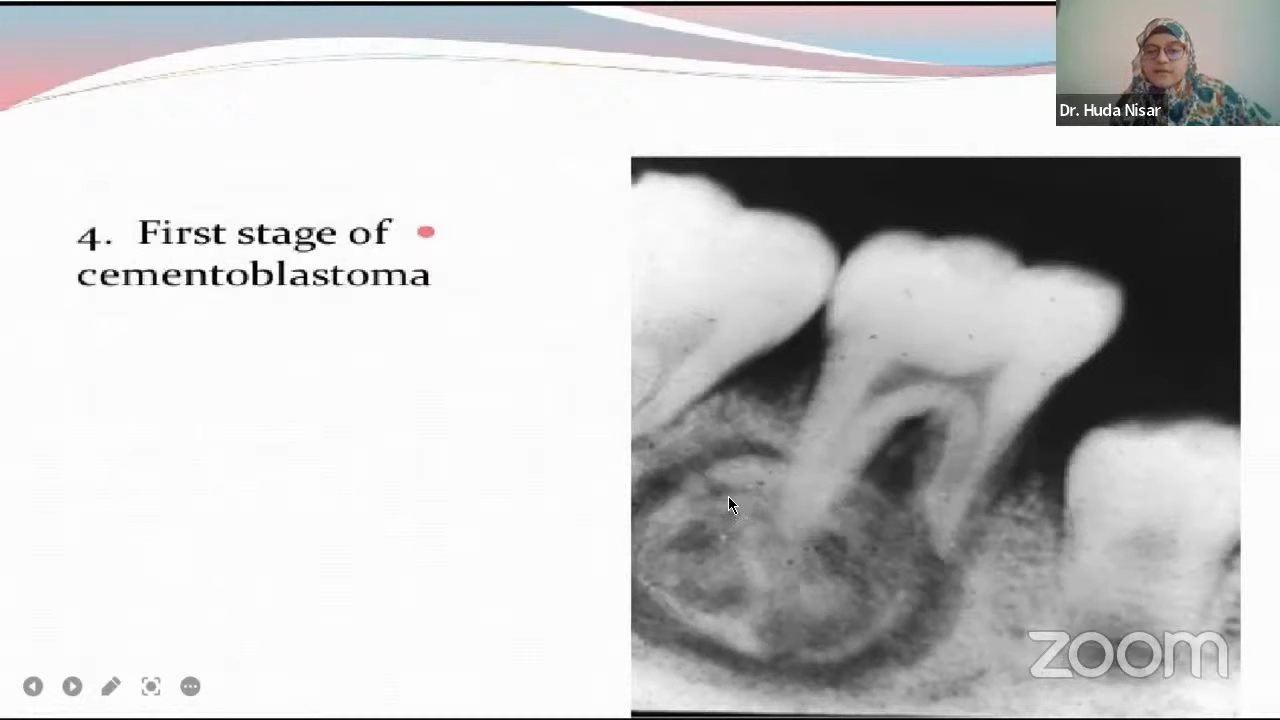 Dr. Huda Nisar
4. First stage of •
cementoblastoma
zoom